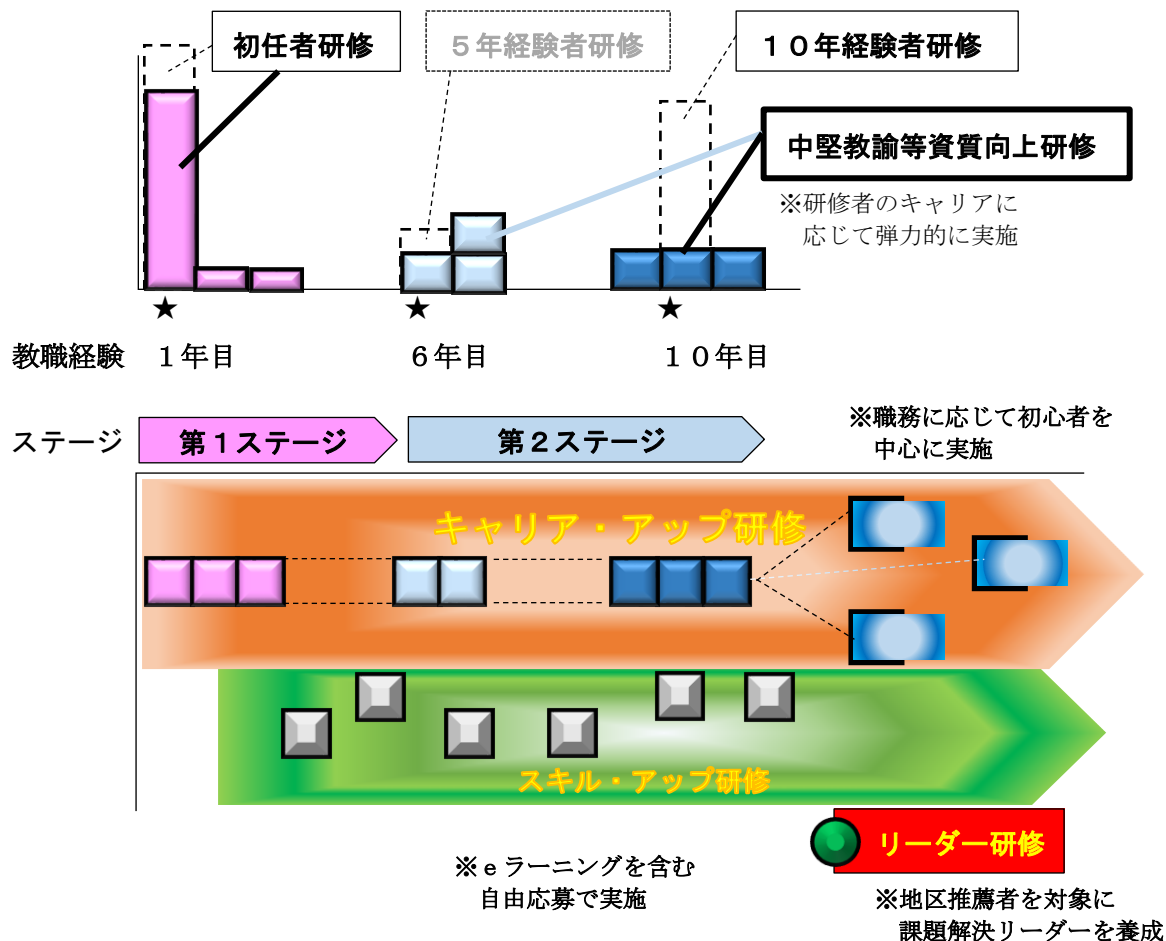 初任者研修
５年経験者研修
１０年経験者研修
中堅教諭等資質向上研修
※研修者のキャリアに
応じて弾力的に実施
★ ★ ★
教職経験 １年目 ６年目 １０年目
ステージ 第１ステージ 第２ステージ
※職務に応じて初心者を
中心に実施
キャリア・アップ研修
スキル・アップ研修
リーダー研修
※ｅラーニングを含む
自由応募で実施
※地区推薦者を対象に
課題解決リーダーを養成